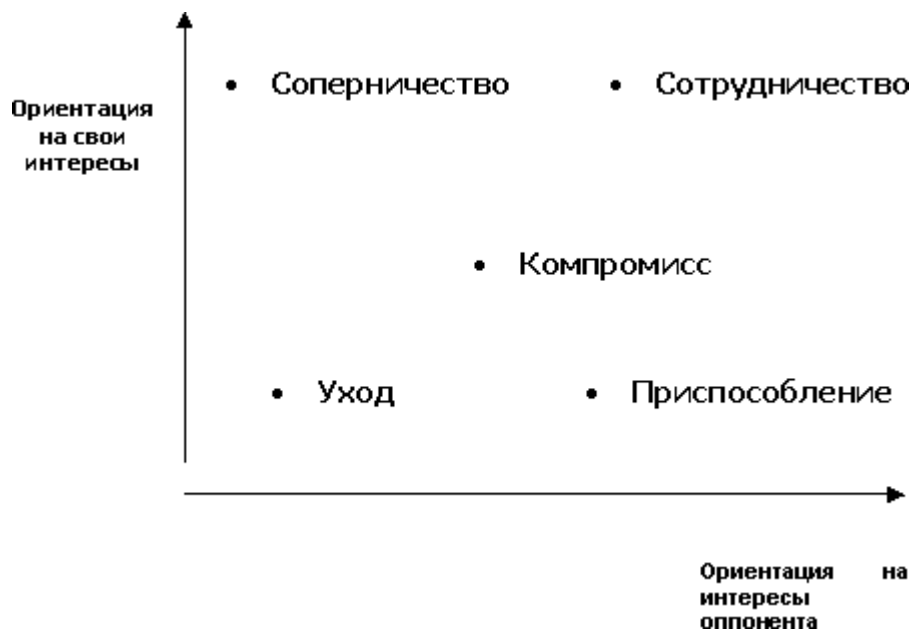 Соперничество
Сотрудничество
Ориентация
на свои
интересы
Компромисс
Уход
Приспособление
Ориентация на
интересы
оппонента